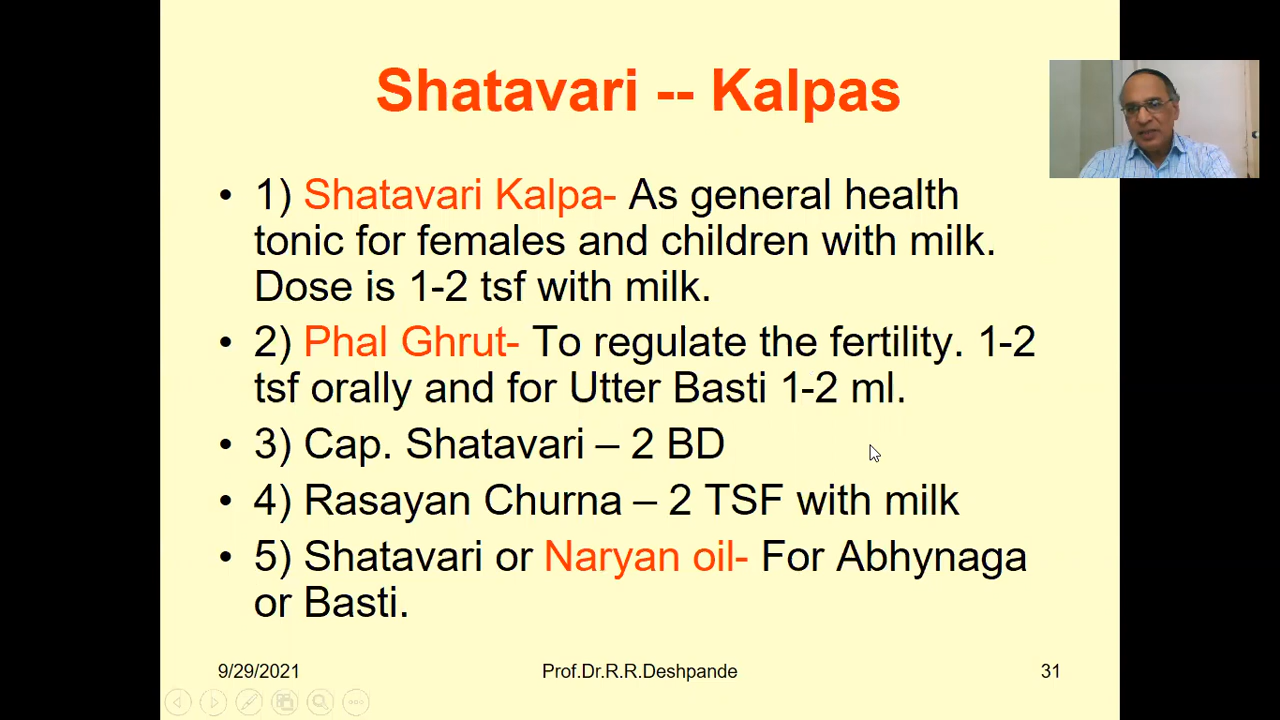 Shatavari -- Kalpas
• 1) Shatavari Kalpa- As general health
tonic for females and children with milk.
Dose is 1-2 tsf with milk.
• 2) Phal Ghrut- To regulate the fertility. 1-2
tsf orally and for Utter Basti 1-2 ml.
• 3) Cap. Shatavari – 2 BD
• 4) Rasayan Churna – 2 TSF with milk
• 5) Shatavari or Naryan oil- For Abhynaga
or Basti.
9/29/2021 Prof.Dr.R.R.Deshpande 31